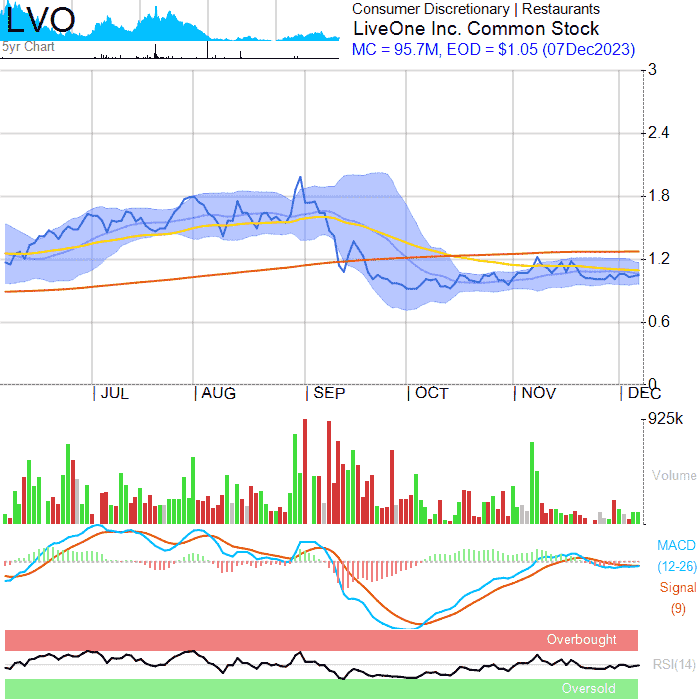 LVO
5yr Chart
Consumer Discretionary | Restaurants
LiveOne Inc. Common Stock
MC = 95.7M, EOD = $1.05 (07Dec2023)
3
2.4
1.8
1.2
0.6
0
JUL
AUG
SEP
OCT
NOV
DEC
925k
Volume
MACD
(12-26)
Signal
(9)
Overbought
RSI(14)
Oversold